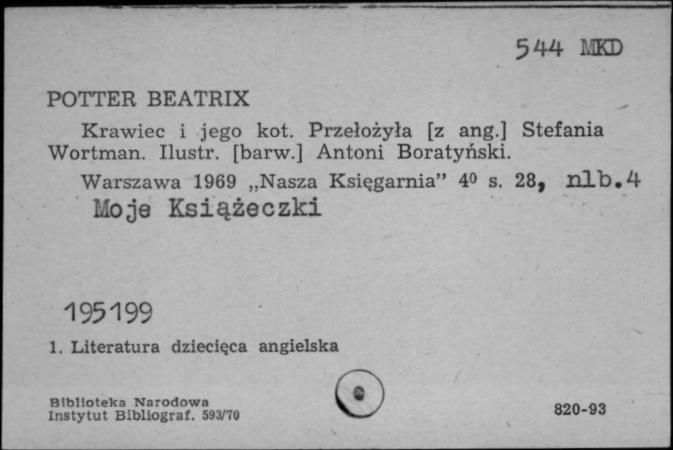 544 MKD
POTTER BEATRIX
Krawiec i jego kot. Przełożyła [z ang.] Stefania
Wortman. Ilustr. [barw.] Antoni Boratyński.
Warszawa 1969 „Nasza Księgarnia” 4⁰ s. 28, nlb.4
Moje Książeczki
195199
1. Literatura dziecięca angielska
Biblioteka Narodowa
Instytut Bibliograf. 593/70
820-93